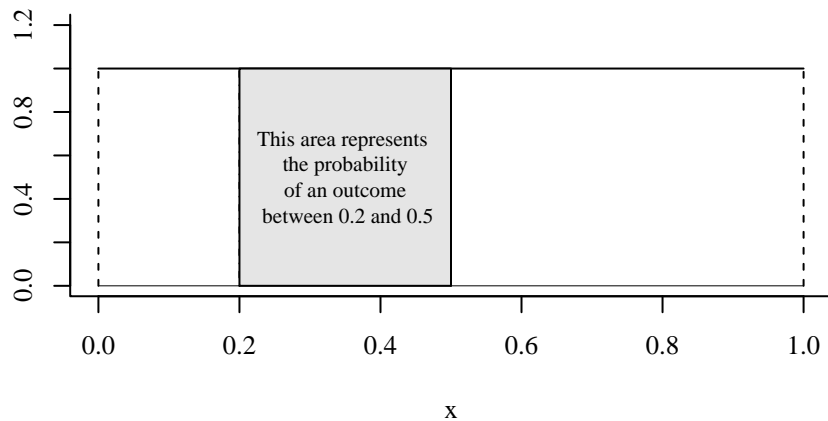 1.2
0.8
0.4
0.0
This area represents
the probability
of an outcome
between 0.2 and 0.5
0.0 0.2 0.4 0.6 0.8 1.0
x